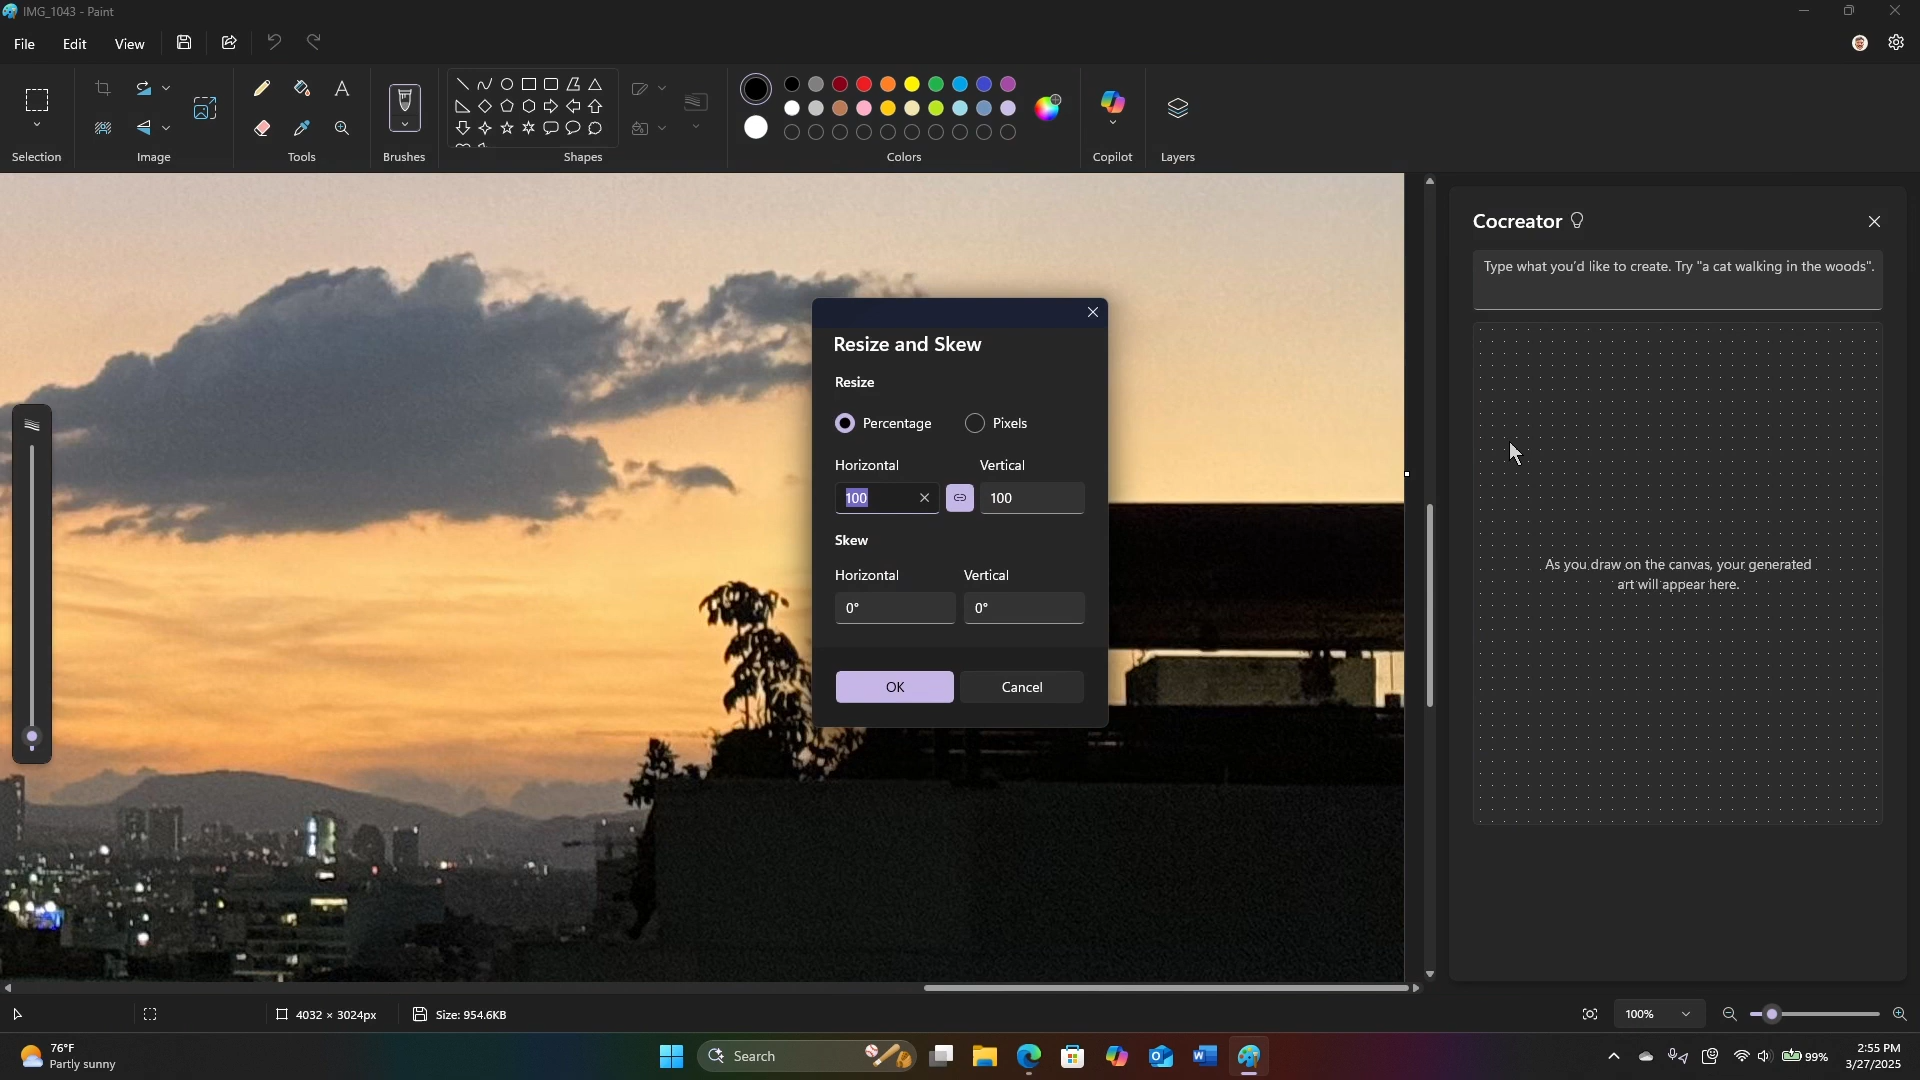 IMG_1043 - Paint
File Edit View
Selection Image Tools Brushes Shapes Colors Copilot Layers
Cocreator
Type what you'd like to create. Try "a cat walking in the woods".
As you draw on the canvas, your generated
art will appear here.
Resize and Skew
Resize
Percentage Pixels
Horizontal Vertical
100 100
Skew
Horizontal Vertical
0° 0°
OK Cancel
4032 × 3024px Size: 954.6KB 100%
76°F
Partly sunny
Search
99%
2:55 PM
3/27/2025